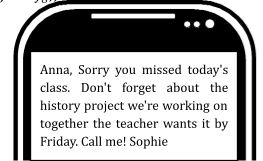 Anna, Sorry you missed today's
class. Don't forget about the
history project we're working on
together the teacher wants it by
Friday. Call me! Sophie